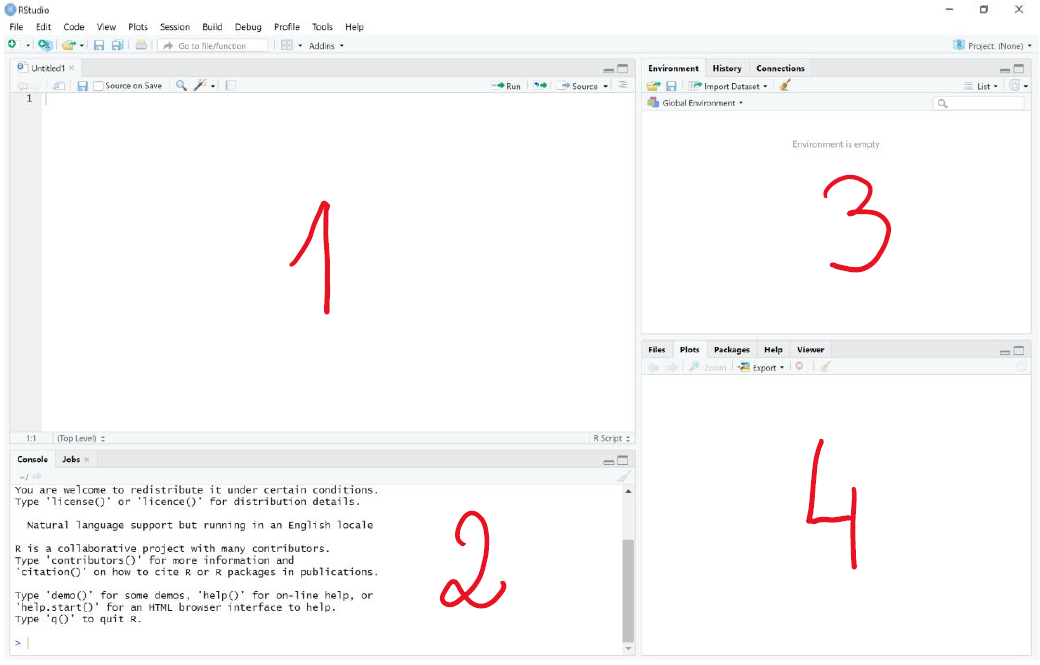 RStudio
File Edit Code View Plots Session Build Debug Profile Tools Help
Go to file/function Addins Project: (None)
Untitled1
Source on Save Run Source
1
1
1:1 (Top Level) R Script
Console Jobs
~/
You are welcome to redistribute it under certain conditions.
Type 'license()' or 'licence()' for distribution details.
Natural language support but running in an English locale
R is a collaborative project with many contributors.
Type 'contributors()' for more information and
'citation()' on how to cite R or R packages in publications.
Type 'demo()' for some demos, 'help()' for on-line help, or
'help.start()' for an HTML browser interface to help.
Type 'q()' to quit R.
>
2
Environment History Connections
Import Dataset List
Global Environment
Environment is empty
3
Files Plots Packages Help Viewer
Zoom Export
4